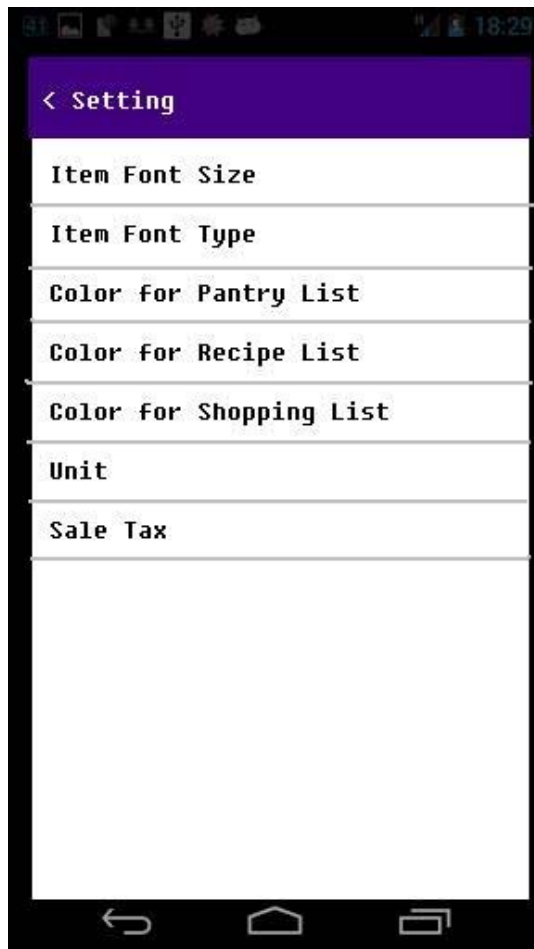 18:29
< Setting
Item Font Size
Item Font Type
Color for Pantry List
Color for Recipe List
Color for Shopping List
Unit
Sale Tax